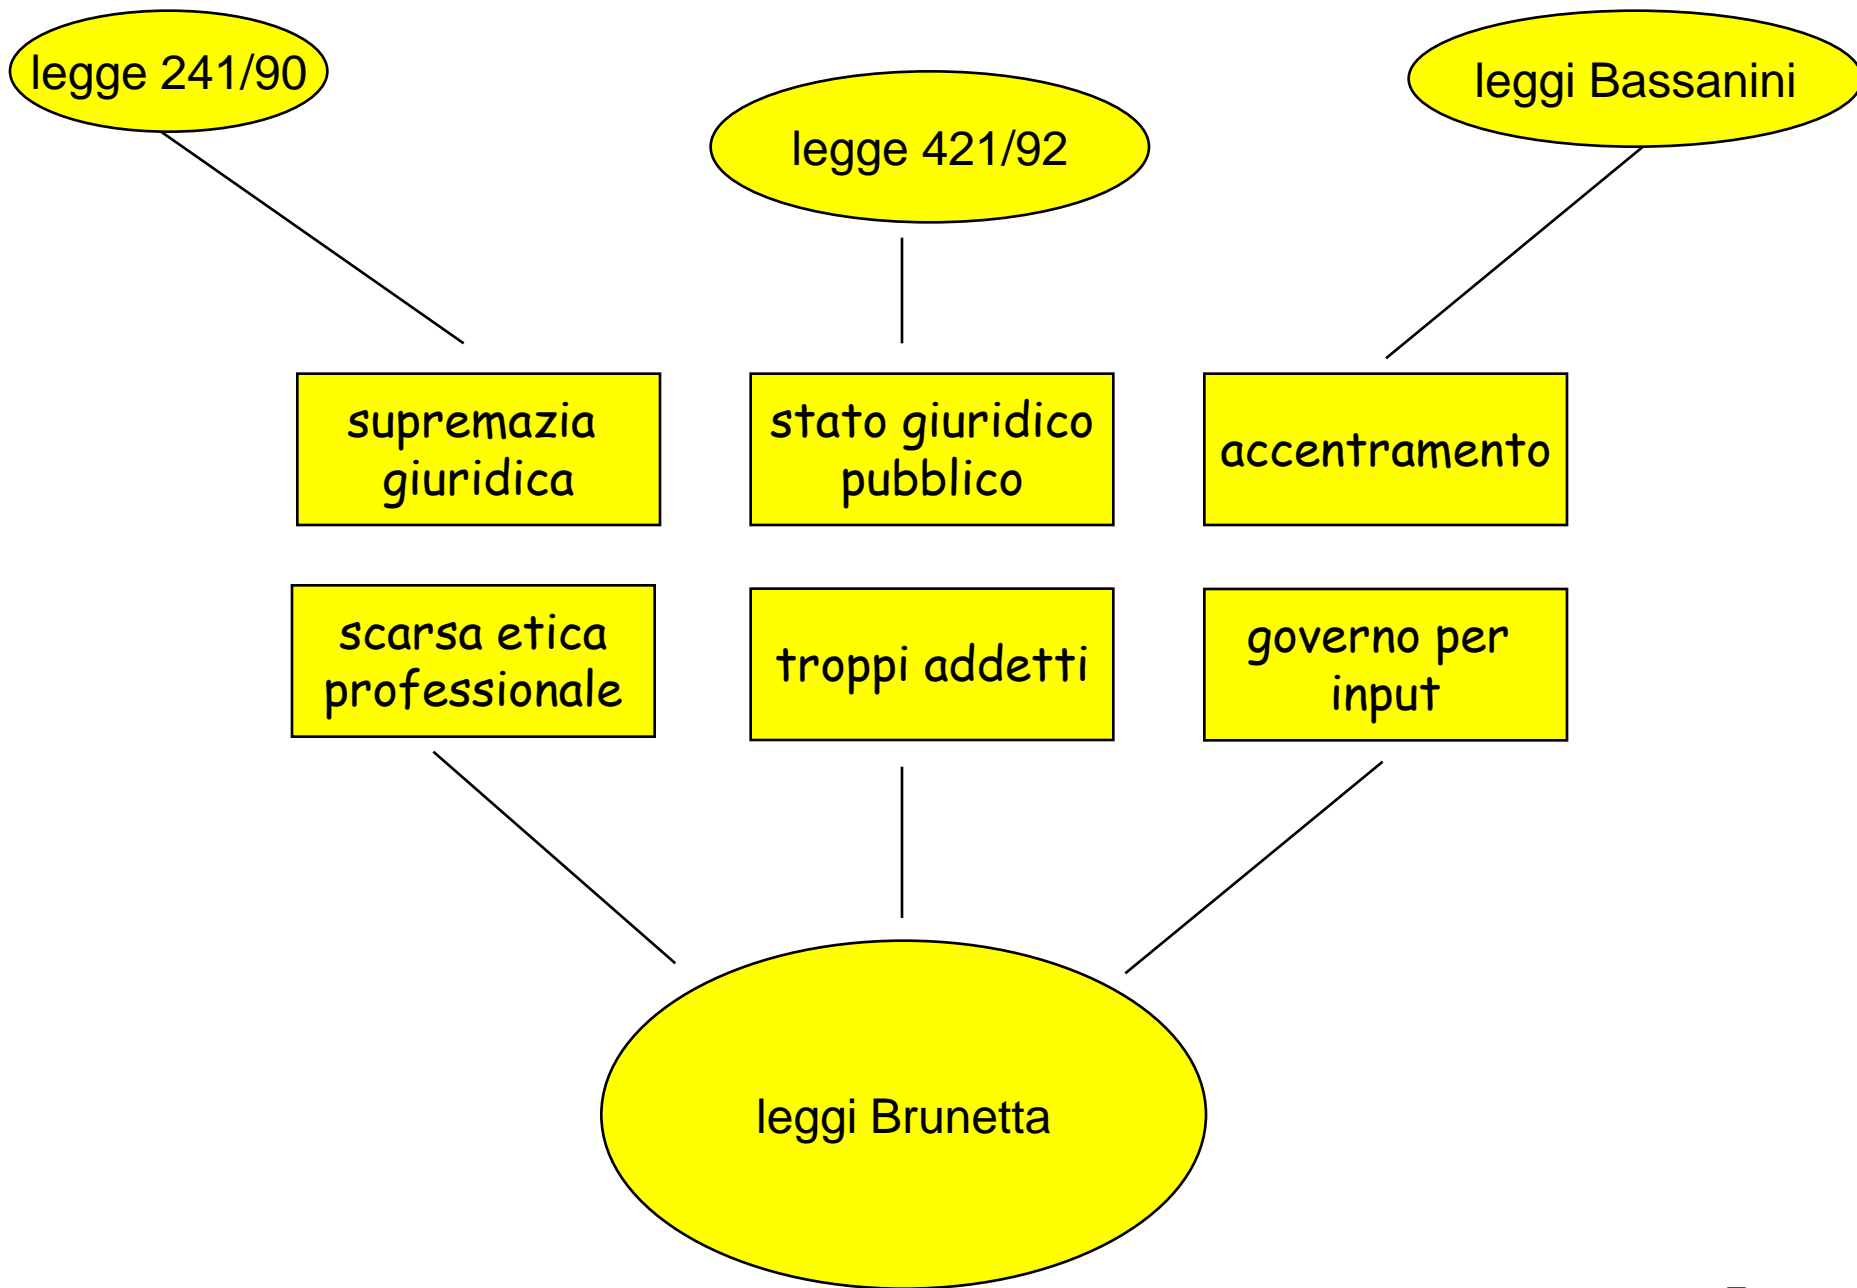 legge 241/90
legge 421/92
leggi Bassanini
supremazia
giuridica
stato giuridico
pubblico
accentramento
scarsa etica
professionale
troppi addetti
governo per
input
leggi Brunetta